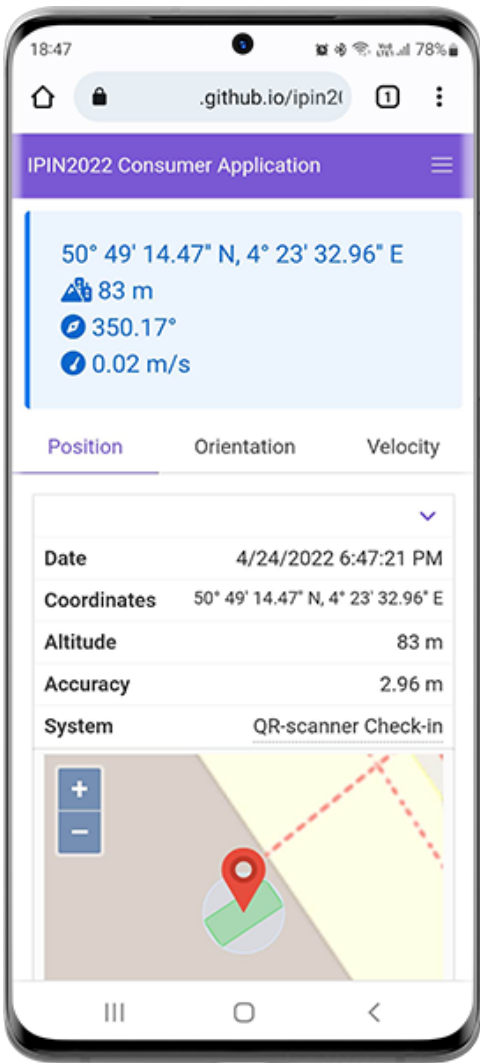 18:47
78%
.github.io/ipin20
1
IPIN2022 Consumer Application
50° 49' 14.47" N, 4° 23' 32.96" E
83 m
350.17°
0.02 m/s
Position Orientation Velocity
Date 4/24/2022 6:47:21 PM
Coordinates 50° 49' 14.47" N, 4° 23' 32.96" E
Altitude 83 m
Accuracy 2.96 m
System QR-scanner Check-in
+
−